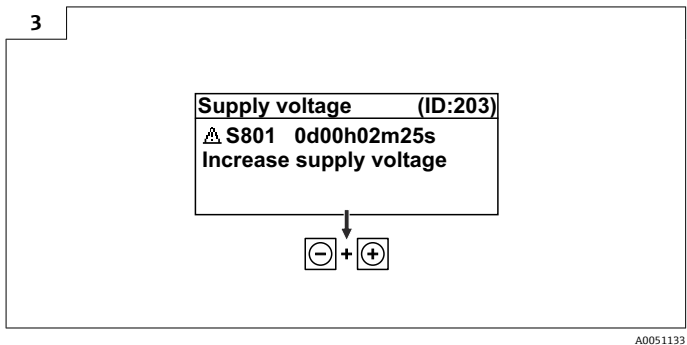 3
Supply voltage (ID:203)
⚠ S801 0d00h02m25s
Increase supply voltage
- + +
A0051133